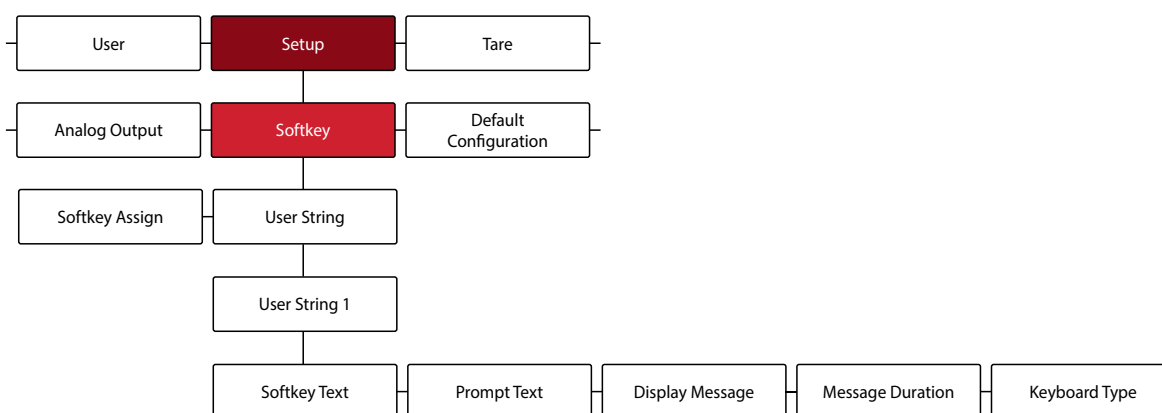 User
Setup
Tare
Analog Output
Softkey
Default
Configuration
Softkey Assign
User String
User String 1
Softkey Text
Prompt Text
Display Message
Message Duration
Keyboard Type